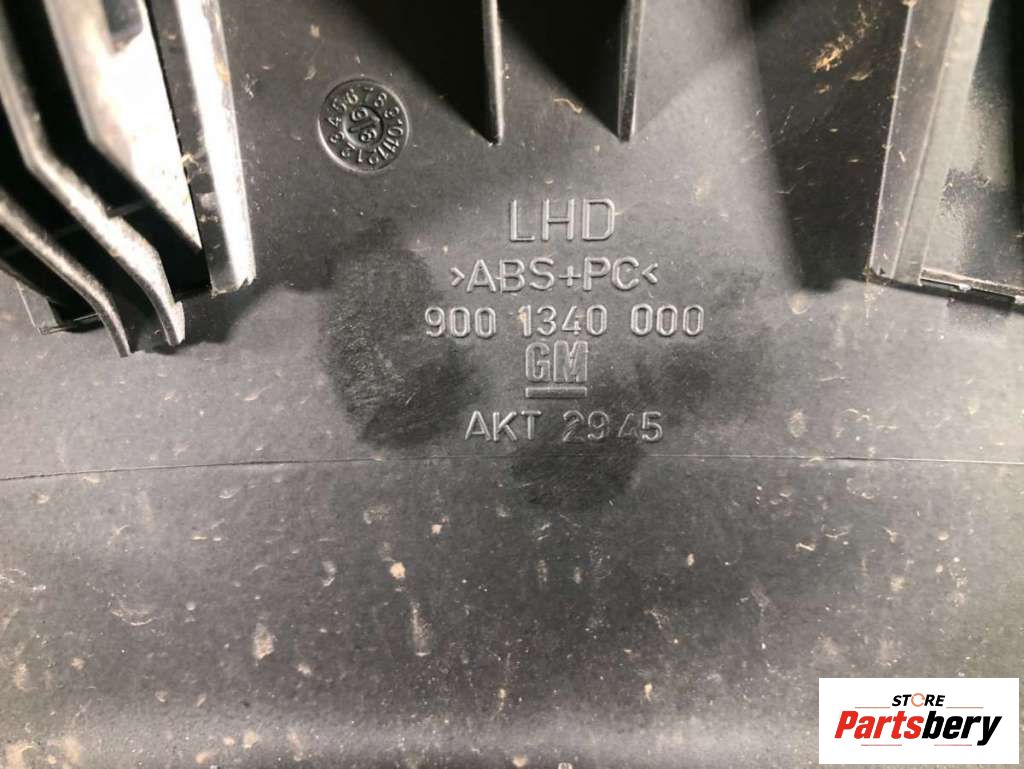 LHD
>ABS+PC<
900 1340 000
GM
AKT 2945
STORE
Partsbery